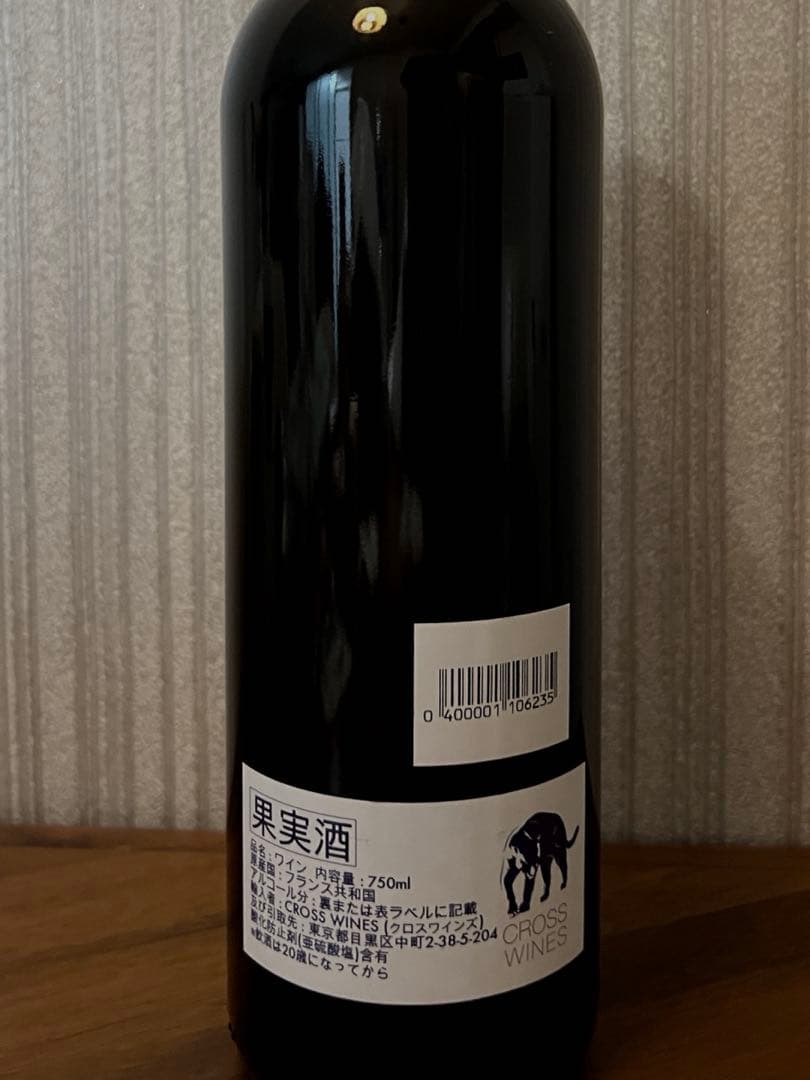 0 400001 106235
果実酒
品名：ワイン 内容量：750ml
原産国：フランス共和国
アルコール分：裏または表ラベルに記載
輸入者：CROSS WINES (クロスワインズ)
及び引取先：東京都目黒区中町2-38-5-204
酸化防止剤(亜硫酸塩)含有
※飲酒は20歳になってから
CROSS
WINES